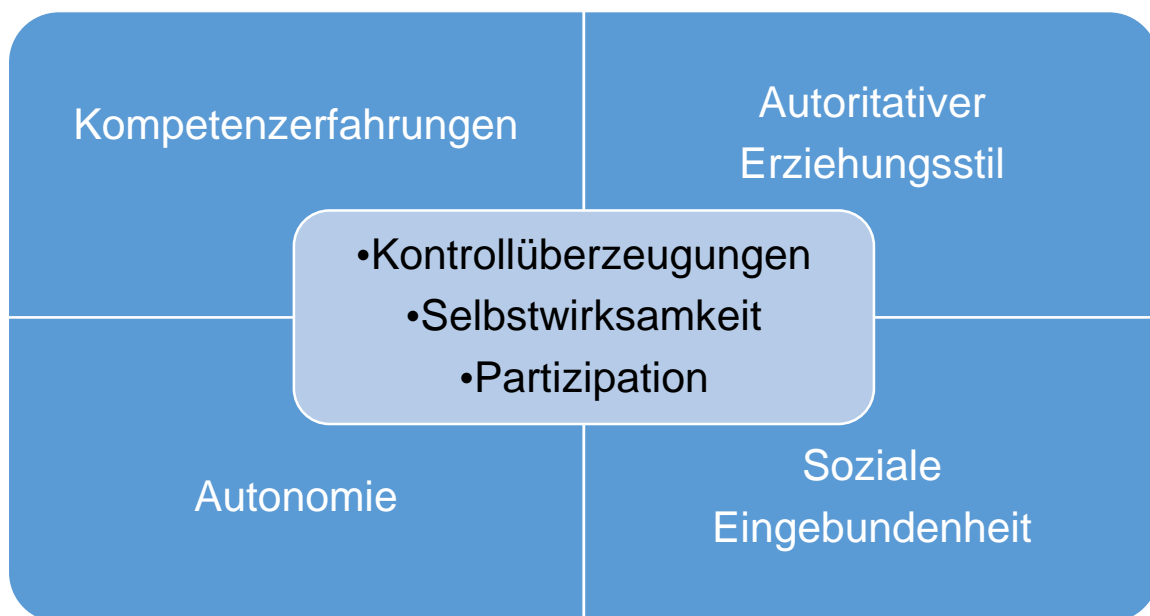 Kompetenzerfahrungen
Autoritativer
Erziehungsstil
•Kontrollüberzeugungen
•Selbstwirksamkeit
•Partizipation
Autonomie
Soziale
Eingebundenheit